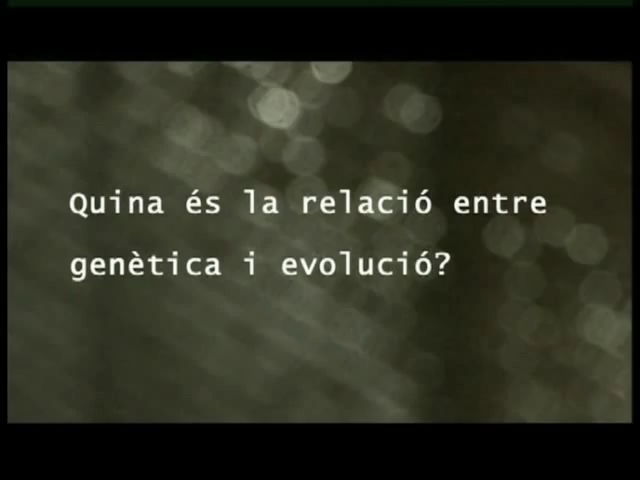 Quina és la relació entre
genètica i evolució?